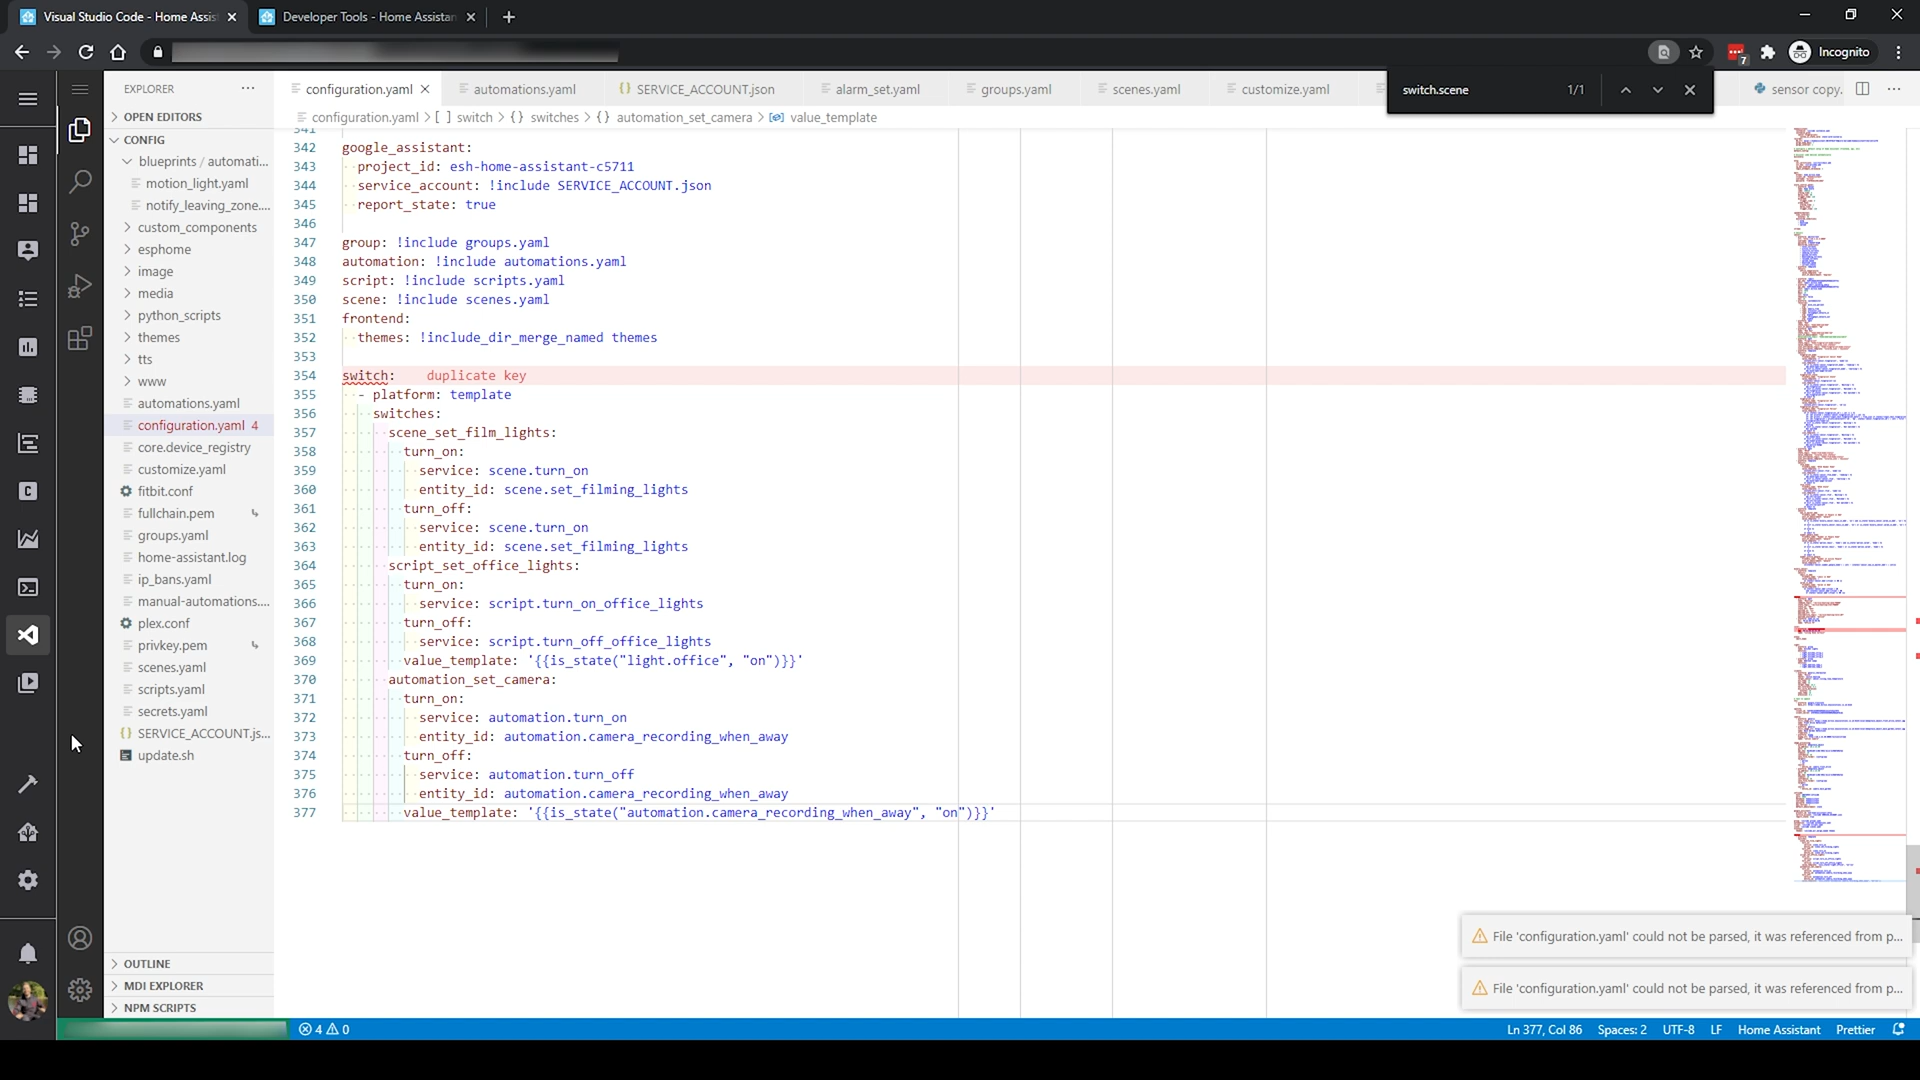 Visual Studio Code - Home Assis
Developer Tools - Home Assistan
7
Incognito
EXPLORER
configuration.yaml
automations.yaml
SERVICE_ACCOUNT.json
alarm_set.yaml
groups.yaml
scenes.yaml
customize.yaml
switch.scene
1/1
sensor copy.
configuration.yaml > [ ] switch > {} switches > {} automation_set_camera > value_template
OPEN EDITORS
CONFIG
blueprints / automati...
motion_light.yaml
notify_leaving_zone....
custom_components
esphome
image
media
python_scripts
themes
tts
www
automations.yaml
configuration.yaml 4
core.device_registry
customize.yaml
fitbit.conf
fullchain.pem
groups.yaml
home-assistant.log
ip_bans.yaml
manual-automations....
plex.conf
privkey.pem
scenes.yaml
scripts.yaml
secrets.yaml
SERVICE_ACCOUNT.js...
update.sh
OUTLINE
MDI EXPLORER
NPM SCRIPTS
341
342 google_assistant:
343 project_id: esh-home-assistant-c5711
344 service_account: !include SERVICE_ACCOUNT.json
345 report_state: true
346
347 group: !include groups.yaml
348 automation: !include automations.yaml
349 script: !include scripts.yaml
350 scene: !include scenes.yaml
351 frontend:
352 themes: !include_dir_merge_named themes
353
354 switch: duplicate key
355 - platform: template
356 switches:
357 scene_set_film_lights:
358 turn_on:
359 service: scene.turn_on
360 entity_id: scene.set_filming_lights
361 turn_off:
362 service: scene.turn_on
363 entity_id: scene.set_filming_lights
364 script_set_office_lights:
365 turn_on:
366 service: script.turn_on_office_lights
367 turn_off:
368 service: script.turn_off_office_lights
369 value_template: '{{is_state("light.office", "on")}}'
370 automation_set_camera:
371 turn_on:
372 service: automation.turn_on
373 entity_id: automation.camera_recording_when_away
374 turn_off:
375 service: automation.turn_off
376 entity_id: automation.camera_recording_when_away
377 value_template: '{{is_state("automation.camera_recording_when_away", "on")}}'
File 'configuration.yaml' could not be parsed, it was referenced from p...
File 'configuration.yaml' could not be parsed, it was referenced from p...
4 0
Ln 377, Col 86
Spaces: 2
UTF-8
LF
Home Assistant
Prettier